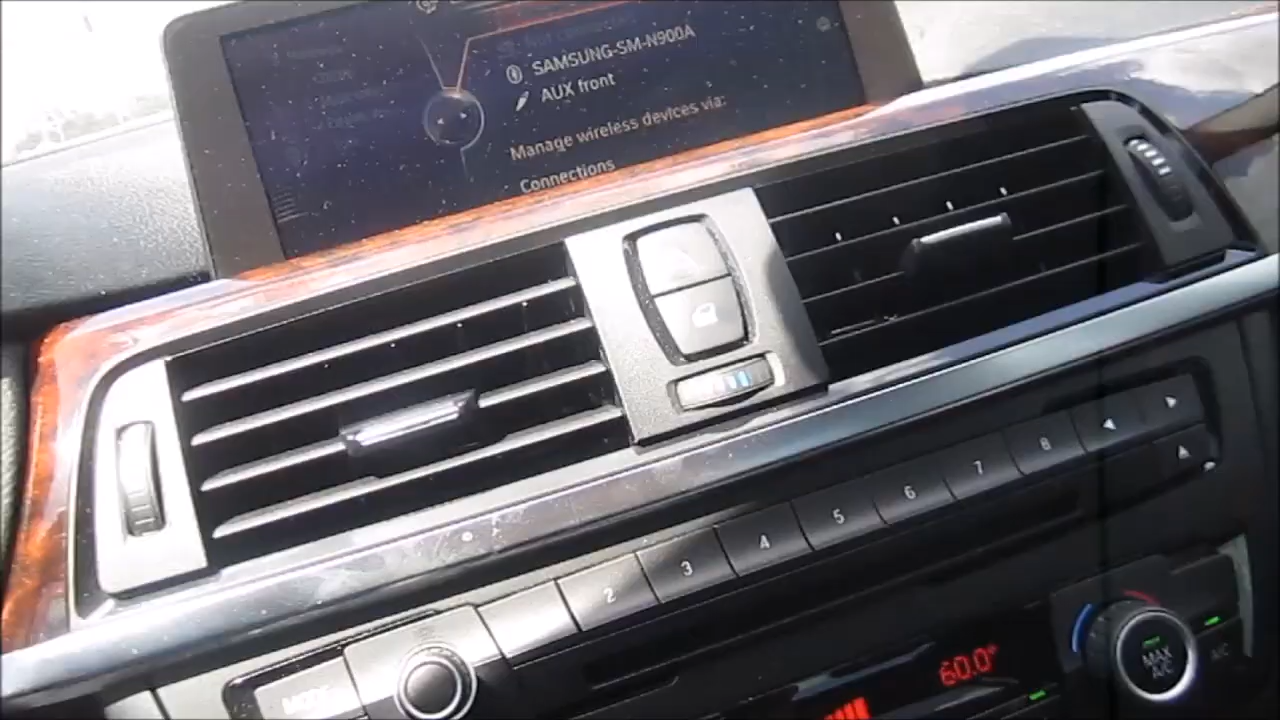 SAMSUNG-SM-N900A
AUX front
Manage wireless devices via:
Connections
2 3 4 5 6 7 8
MODE
60.0°
MAX
A/C
A/C